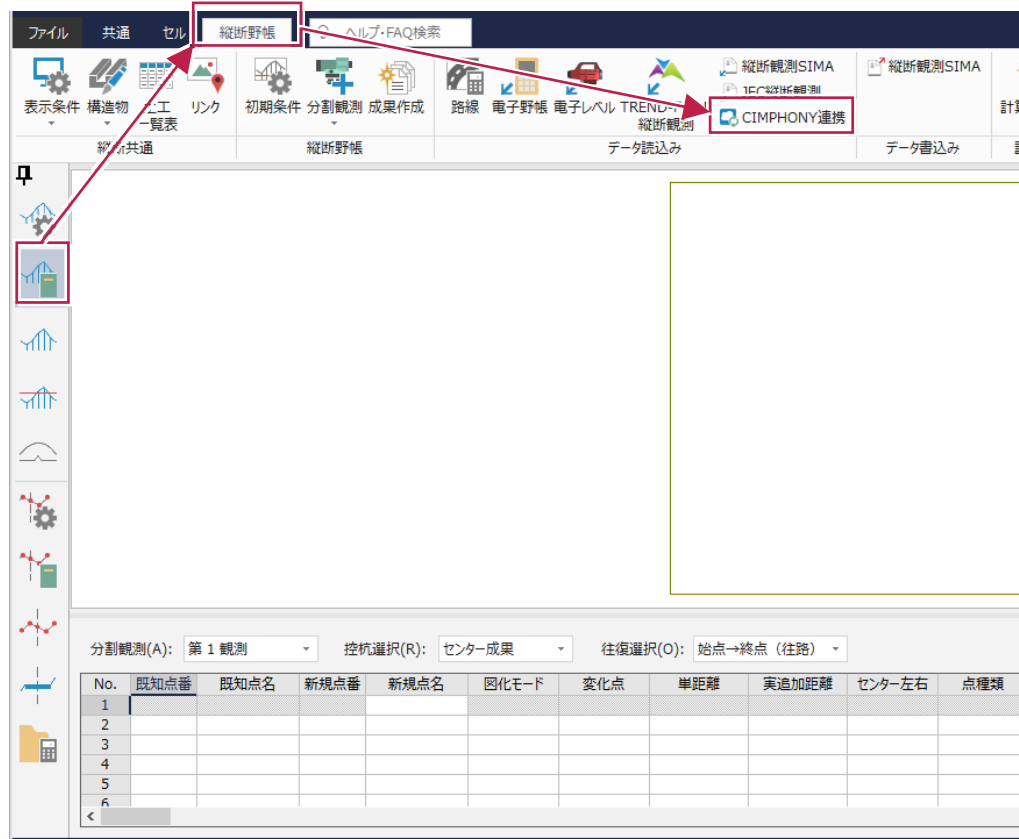 ファイル 共通 セル 縦断野帳 ヘルプ・FAQ検索
縦断観測SIMA 縦断観測SIMA
JFC縦断観測
CIMPHONY連携
表示条件 構造物 土工 リンク 初期条件 分割観測 成果作成 路線 電子野帳 電子レベル TREND-
一覧表 縦断観測
縦断共通 縦断野帳 データ読込み データ書込み
分割観測(A): 第1観測 控杭選択(R): センター成果 往復選択(O): 始点→終点（往路）
No. 既知点番 既知点名 新規点番 新規点名 図化モード 変化点 単距離 実追加距離 センター左右 点種類
1
2
3
4
5
6